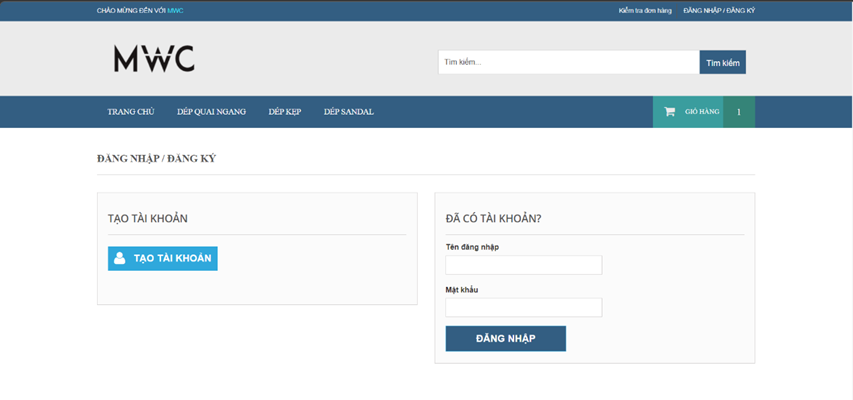 CHÀO MỪNG ĐẾN VỚI MWC
Kiểm tra đơn hàng ĐĂNG NHẬP / ĐĂNG KÝ
MWC
Tìm kiếm... Tìm kiếm
TRANG CHỦ DÉP QUAI NGANG DÉP KẸP DÉP SANDAL GIỎ HÀNG 1
ĐĂNG NHẬP / ĐĂNG KÝ
TẠO TÀI KHOẢN
TẠO TÀI KHOẢN
ĐÃ CÓ TÀI KHOẢN?
Tên đăng nhập
Mật khẩu
ĐĂNG NHẬP